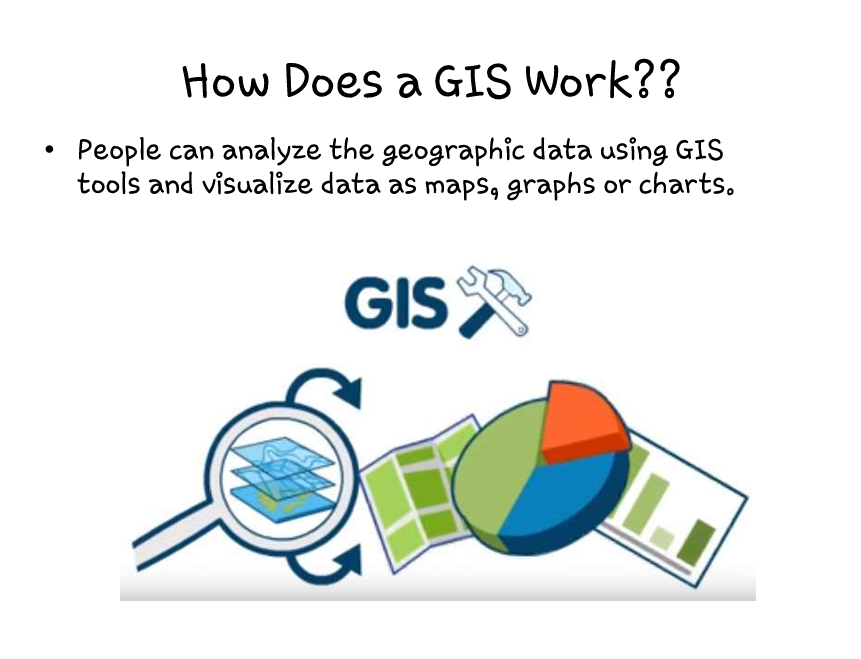 How Does a GIS Work??
• People can analyze the geographic data using GIS
tools and visualize data as maps, graphs or charts.
GIS